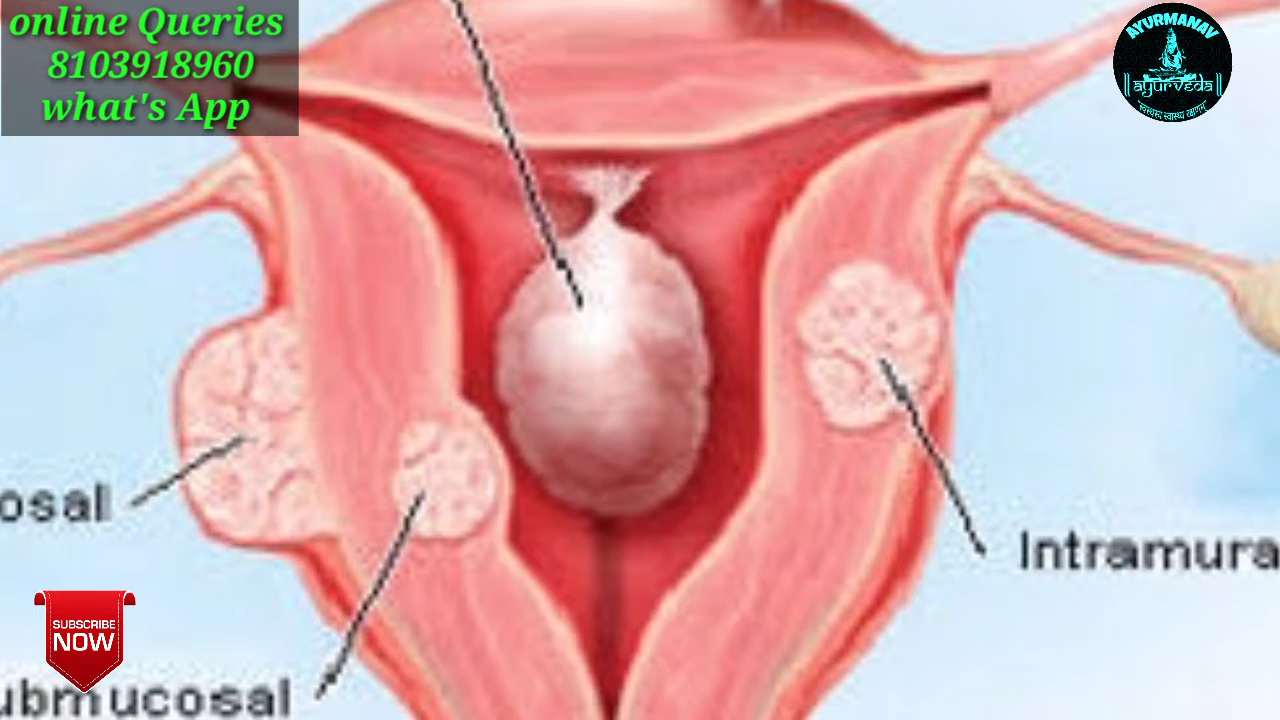 online Queries
8103918960
what's App
AYURMANAV
||ayurveda||
osal
Intramura
SUBSCRIBE
NOW
ubmucosal